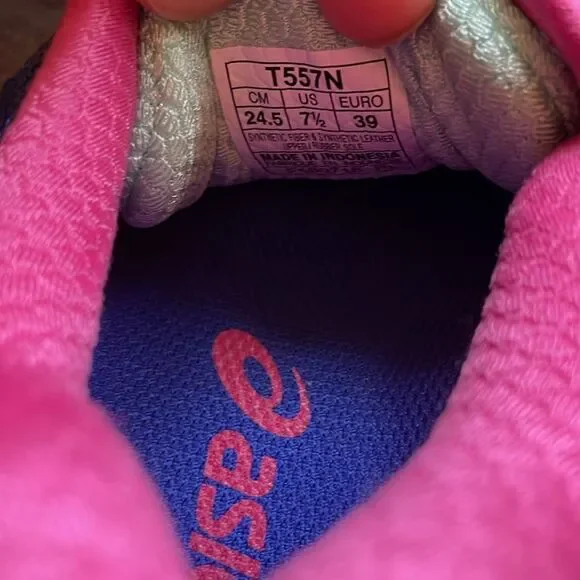 T557N
CM US EURO
24.5 7½ 39
SYNTHETIC FIBER & SYNTHETIC LEATHER
UPPER / RUBBER SOLE
MADE IN INDONESIA
asi